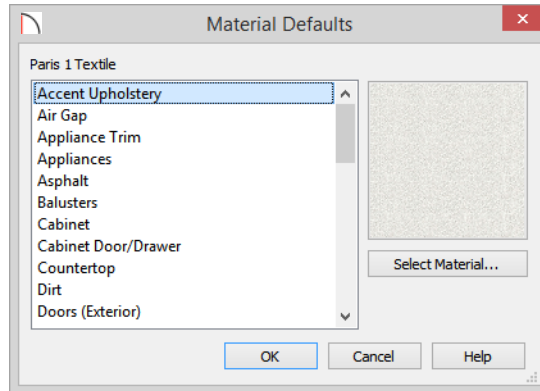 Material Defaults
Paris 1 Textile
Accent Upholstery
Air Gap
Appliance Trim
Appliances
Asphalt
Balusters
Cabinet
Cabinet Door/Drawer
Countertop
Dirt
Doors (Exterior)
Select Material...
OK
Cancel
Help